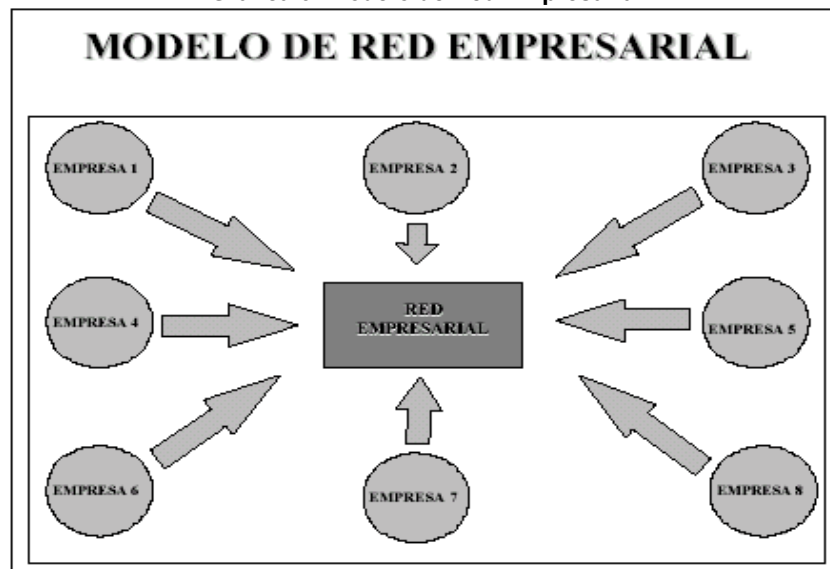 MODELO DE RED EMPRESARIAL
EMPRESA 1
EMPRESA 2
EMPRESA 3
EMPRESA 4
RED
EMPRESARIAL
EMPRESA 5
EMPRESA 6
EMPRESA 7
EMPRESA 8